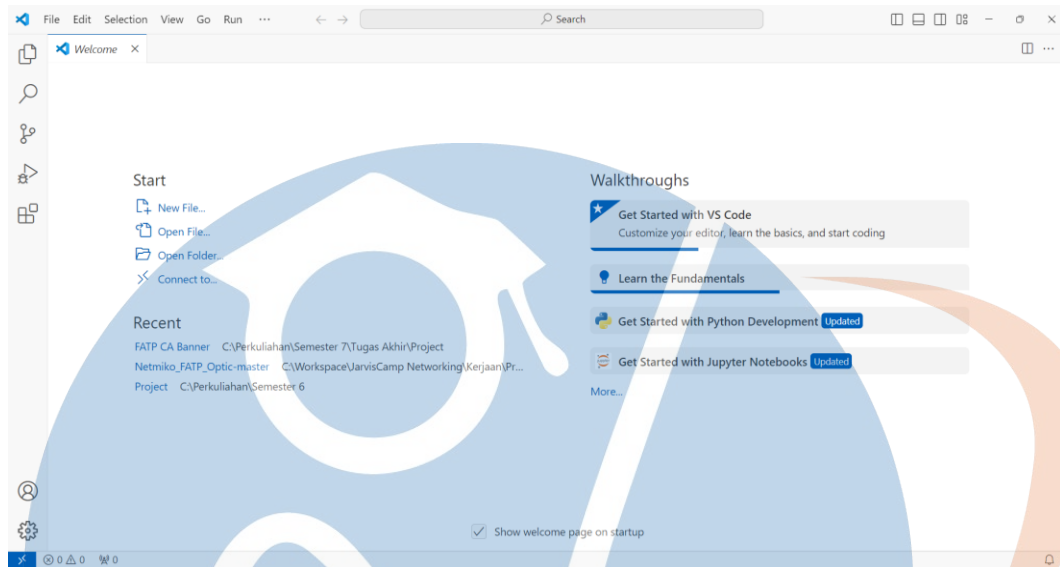 File Edit Selection View Go Run ··· Search
Welcome
Start
New File...
Open File...
Open Folder...
Connect to...
Recent
FATP CA Banner C:\Perkuliahan\Semester 7\Tugas Akhir\Project
Netmiko_FATP_Optic-master C:\Workspace\JarvisCamp Networking\Kerjaan\Pr...
Project C:\Perkuliahan\Semester 6
Walkthroughs
Get Started with VS Code
Customize your editor, learn the basics, and start coding
Learn the Fundamentals
Get Started with Python Development Updated
Get Started with Jupyter Notebooks Updated
More...
Show welcome page on startup
0 0 0